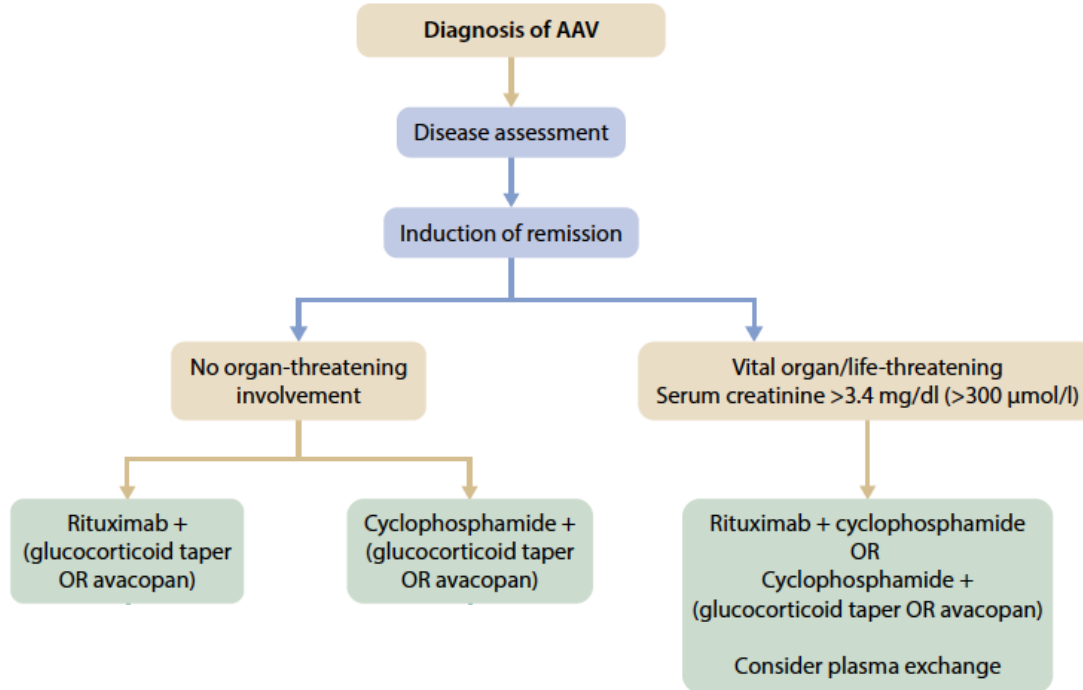 Diagnosis of AAV
Disease assessment
Induction of remission
No organ-threatening
involvement
Vital organ/life-threatening
Serum creatinine >3.4 mg/dl (>300 µmol/l)
Rituximab +
(glucocorticoid taper
OR avacopan)
Cyclophosphamide +
(glucocorticoid taper
OR avacopan)
Rituximab + cyclophosphamide
OR
Cyclophosphamide +
(glucocorticoid taper OR avacopan)
Consider plasma exchange